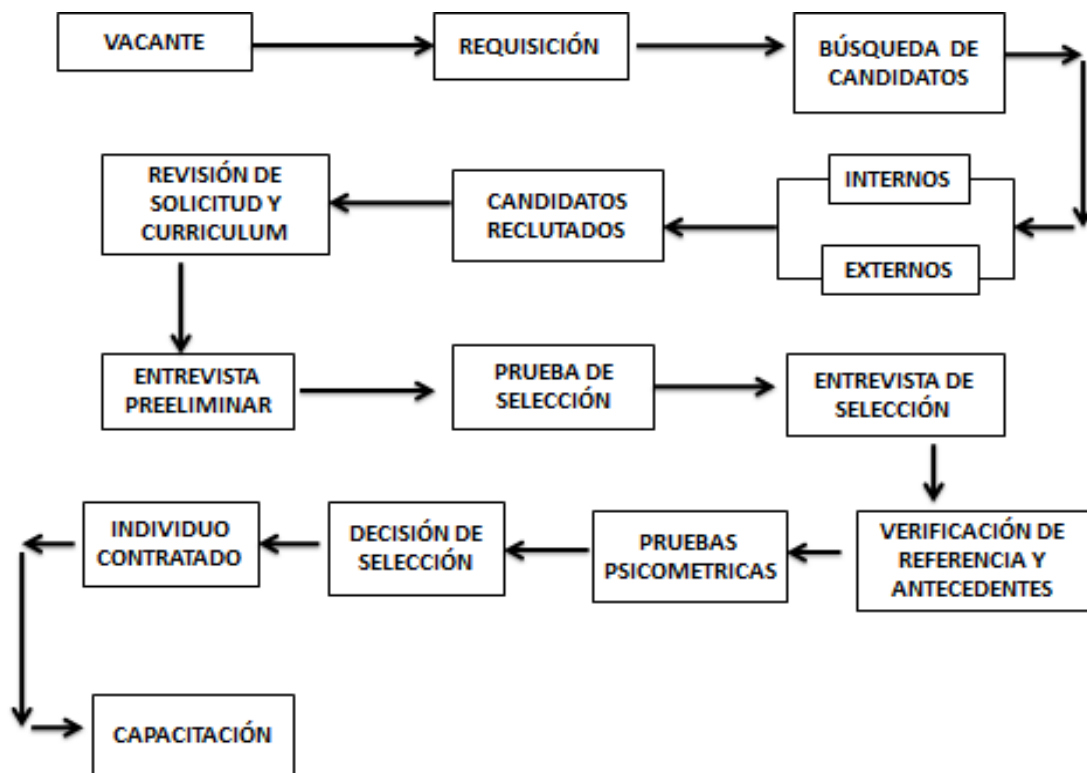 VACANTE
REQUISICIÓN
BÚSQUEDA DE
CANDIDATOS
INTERNOS
EXTERNOS
CANDIDATOS
RECLUTADOS
REVISIÓN DE
SOLICITUD Y
CURRICULUM
ENTREVISTA
PREELIMINAR
PRUEBA DE
SELECCIÓN
ENTREVISTA DE
SELECCIÓN
VERIFICACIÓN DE
REFERENCIA Y
ANTECEDENTES
PRUEBAS
PSICOMETRICAS
DECISIÓN DE
SELECCIÓN
INDIVIDUO
CONTRATADO
CAPACITACIÓN